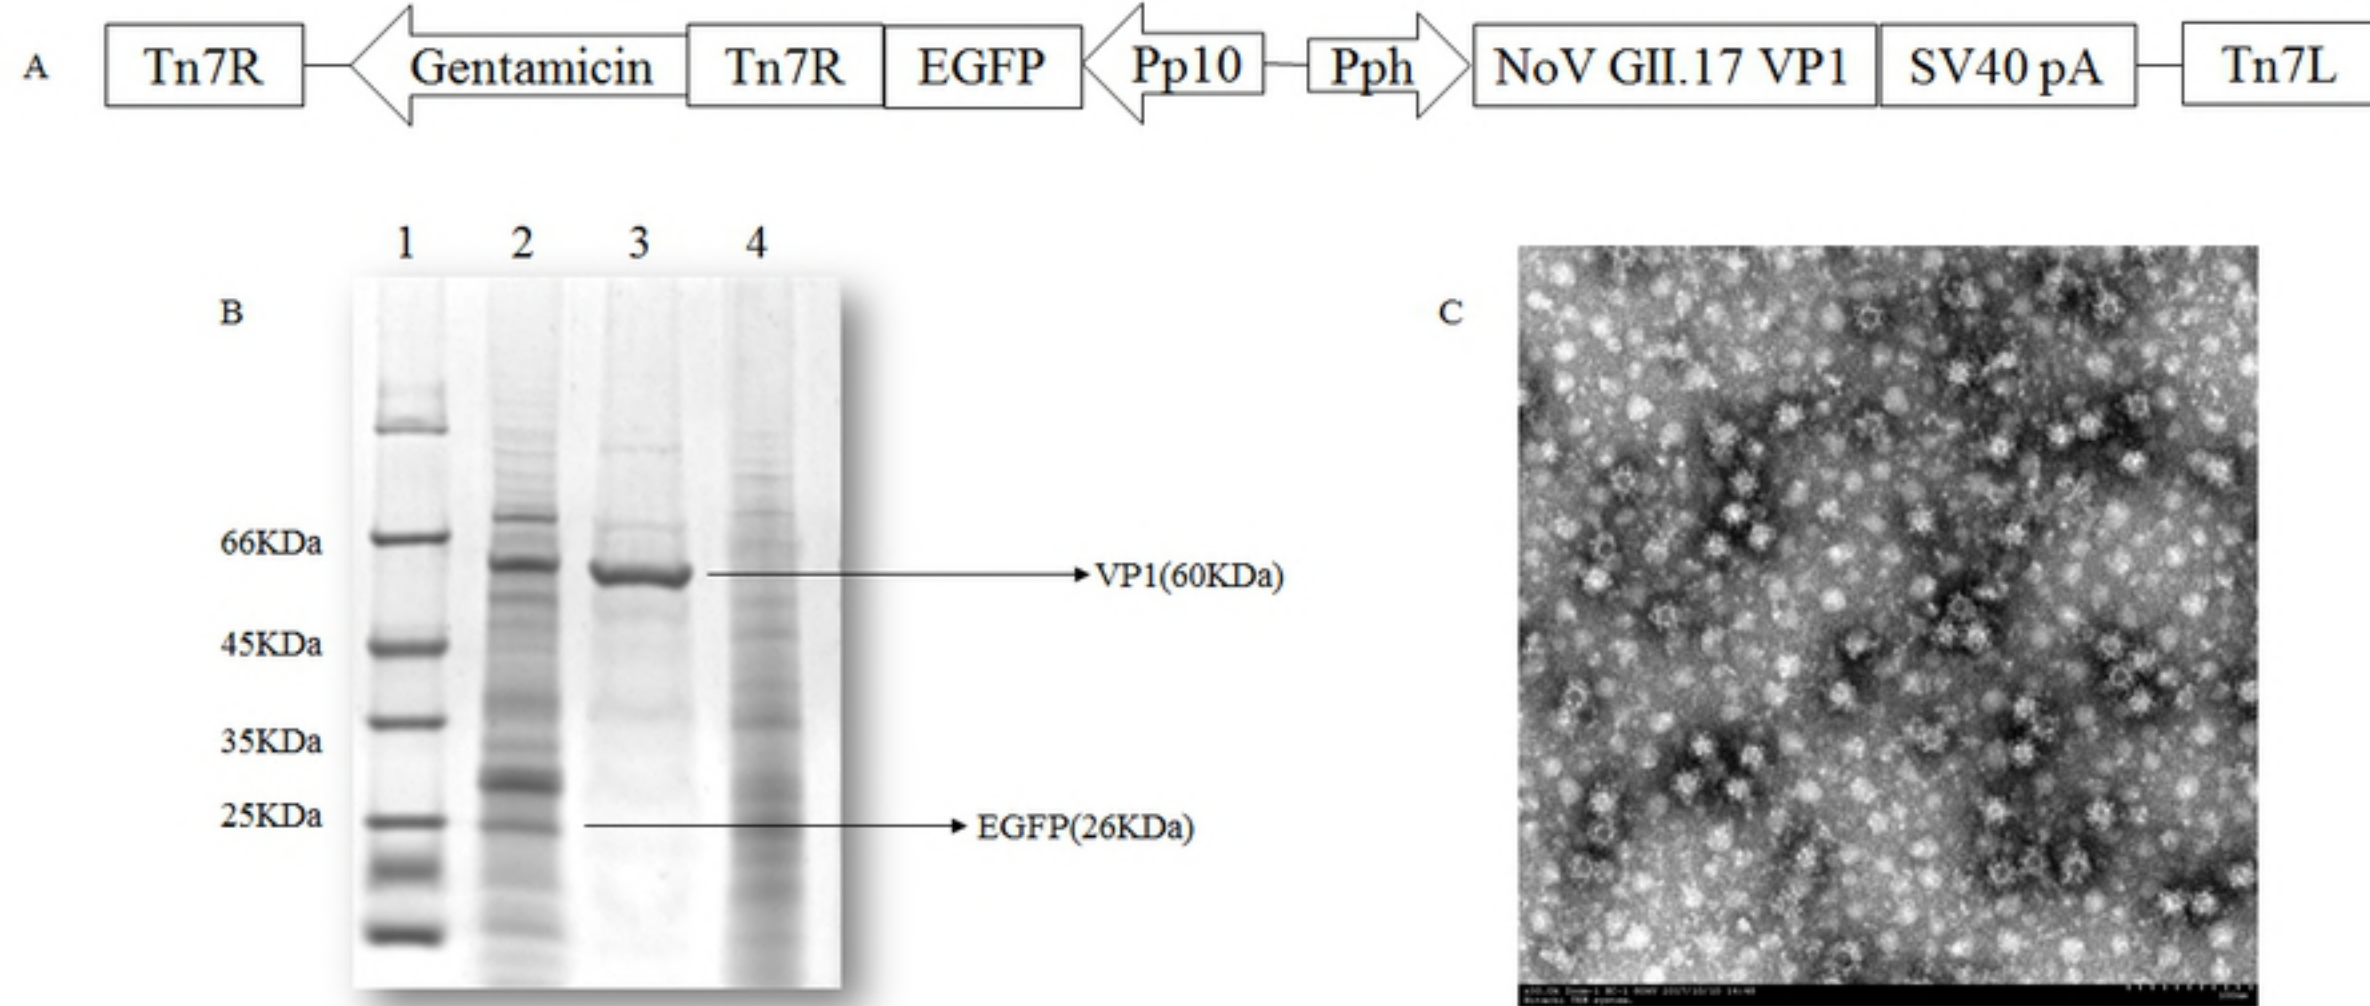 A
Tn7R
Gentamicin
Tn7R
EGFP
Pp10
Pph
NoV GII.17 VP1
SV40 pA
Tn7L
1 2 3 4
B
C
66KDa
VP1(60KDa)
45KDa
35KDa
25KDa
EGFP(26KDa)